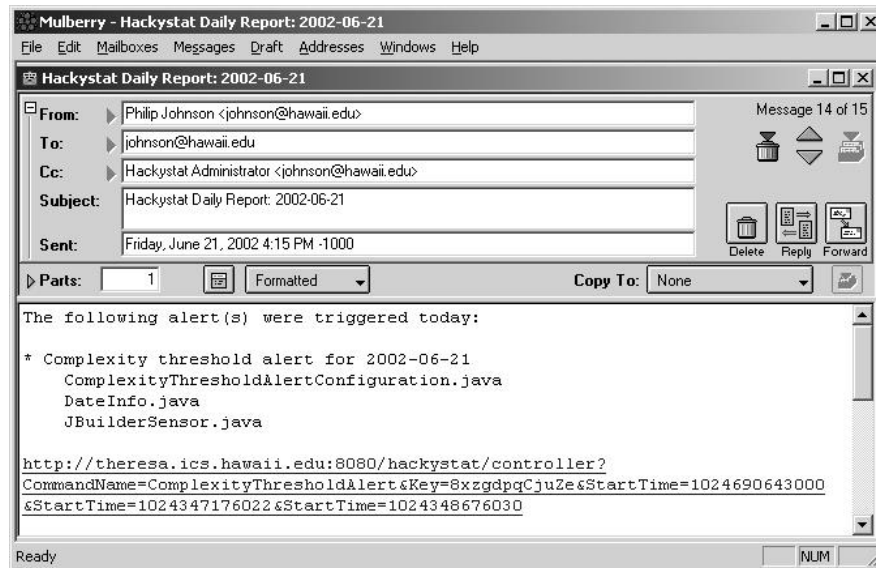 Mulberry - Hackystat Daily Report: 2002-06-21
File Edit Mailboxes Messages Draft Addresses Windows Help
Hackystat Daily Report: 2002-06-21
From: Philip Johnson <johnson@hawaii.edu>
Message 14 of 15
To: johnson@hawaii.edu
Cc: Hackystat Administrator <johnson@hawaii.edu>
Subject: Hackystat Daily Report: 2002-06-21
Sent: Friday, June 21, 2002 4:15 PM -1000
Delete Reply Forward
Parts: 1 Formatted Copy To: None
The following alert(s) were triggered today:
* Complexity threshold alert for 2002-06-21
ComplexityThresholdAlertConfiguration.java
DateInfo.java
JBuilderSensor.java
http://theresa.ics.hawaii.edu:8080/hackystat/controller?
CommandName=ComplexityThresholdAlert&Key=8xzgdpqCjuZe&StartTime=1024690643000
&StartTime=1024347176022&StartTime=1024348676030
Ready NUM